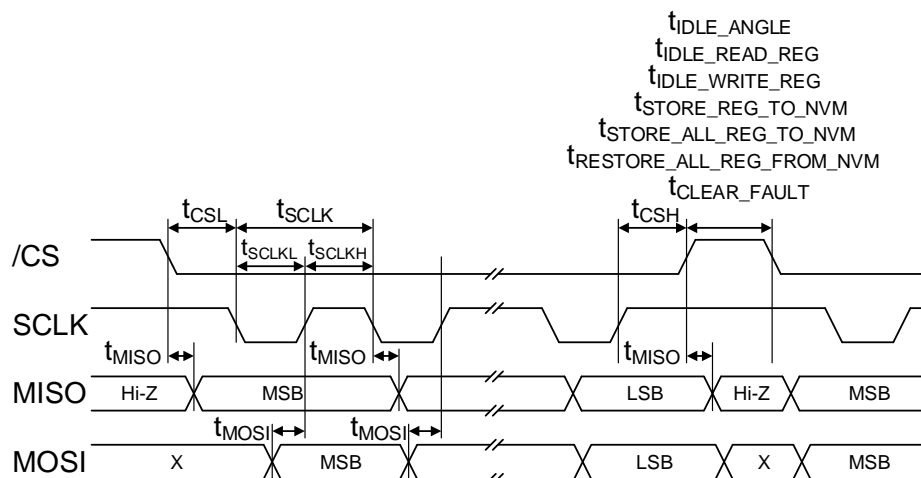 tIDLE_ANGLE
tIDLE_READ_REG
tIDLE_WRITE_REG
tSTORE_REG_TO_NVM
tSTORE_ALL_REG_TO_NVM
tRESTORE_ALL_REG_FROM_NVM
tCLEAR_FAULT
tCSL tSCLK tCSH
/CS tSCLKL tSCLKH
SCLK
tMISO tMISO tMISO
MISO Hi-Z MSB LSB Hi-Z MSB
tMOSI tMOSI
MOSI X MSB LSB X MSB